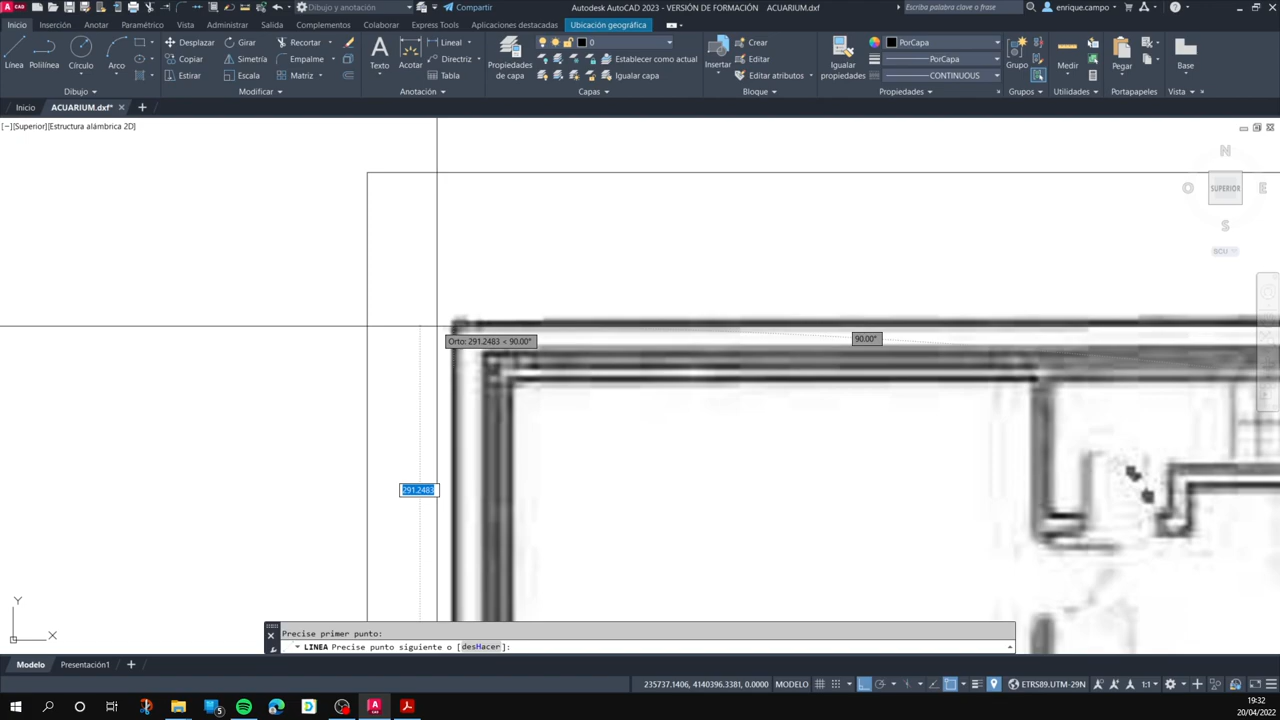 Dibujo y anotación
Compartir
Autodesk AutoCAD 2023 - VERSIÓN DE FORMACIÓN ACUARIUM.dxf
Escriba palabra clave o frase
enrique.campo
Inicio Inserción Anotar Paramétrico Vista Administrar Salida Complementos Colaborar Express Tools Aplicaciones destacadas Ubicación geográfica
Línea Polilínea Círculo Arco
Desplazar Girar Recortar
Copiar Simetría Empalme
Estirar Escala Matriz
Texto Acotar
Lineal
Directriz
Tabla
Propiedades de capa
0
Establecer como actual
Igualar capa
Insertar
Crear
Editar
Editar atributos
Igualar propiedades
PorCapa
PorCapa
CONTINUOUS
Grupo Medir Pegar Base
Dibujo Modificar Anotación Capas Bloque Propiedades Grupos Utilidades Portapapeles Vista
Inicio ACUARIUM.dxf*
[−][Superior][Estructura alámbrica 2D]
N
O SUPERIOR E
S
BCU
Orto: 291.2483 < 90.00°
90.00°
291.2483
Y
X
Precise primer punto:
LINEA Precise punto siguiente o [desHacer]:
Modelo Presentación1
235737.1406, 4140396.3381, 0.0000 MODELO
ETRS89.UTM-29N
1:1
19:32
20/04/2022